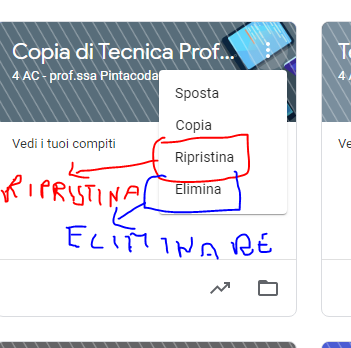 Copia di Tecnica Prof...
4 AC - prof.ssa Pintacoda
Sposta
Copia
Vedi i tuoi compiti
Ripristina
Elimina
RIPRISTINA
ELIMINARE